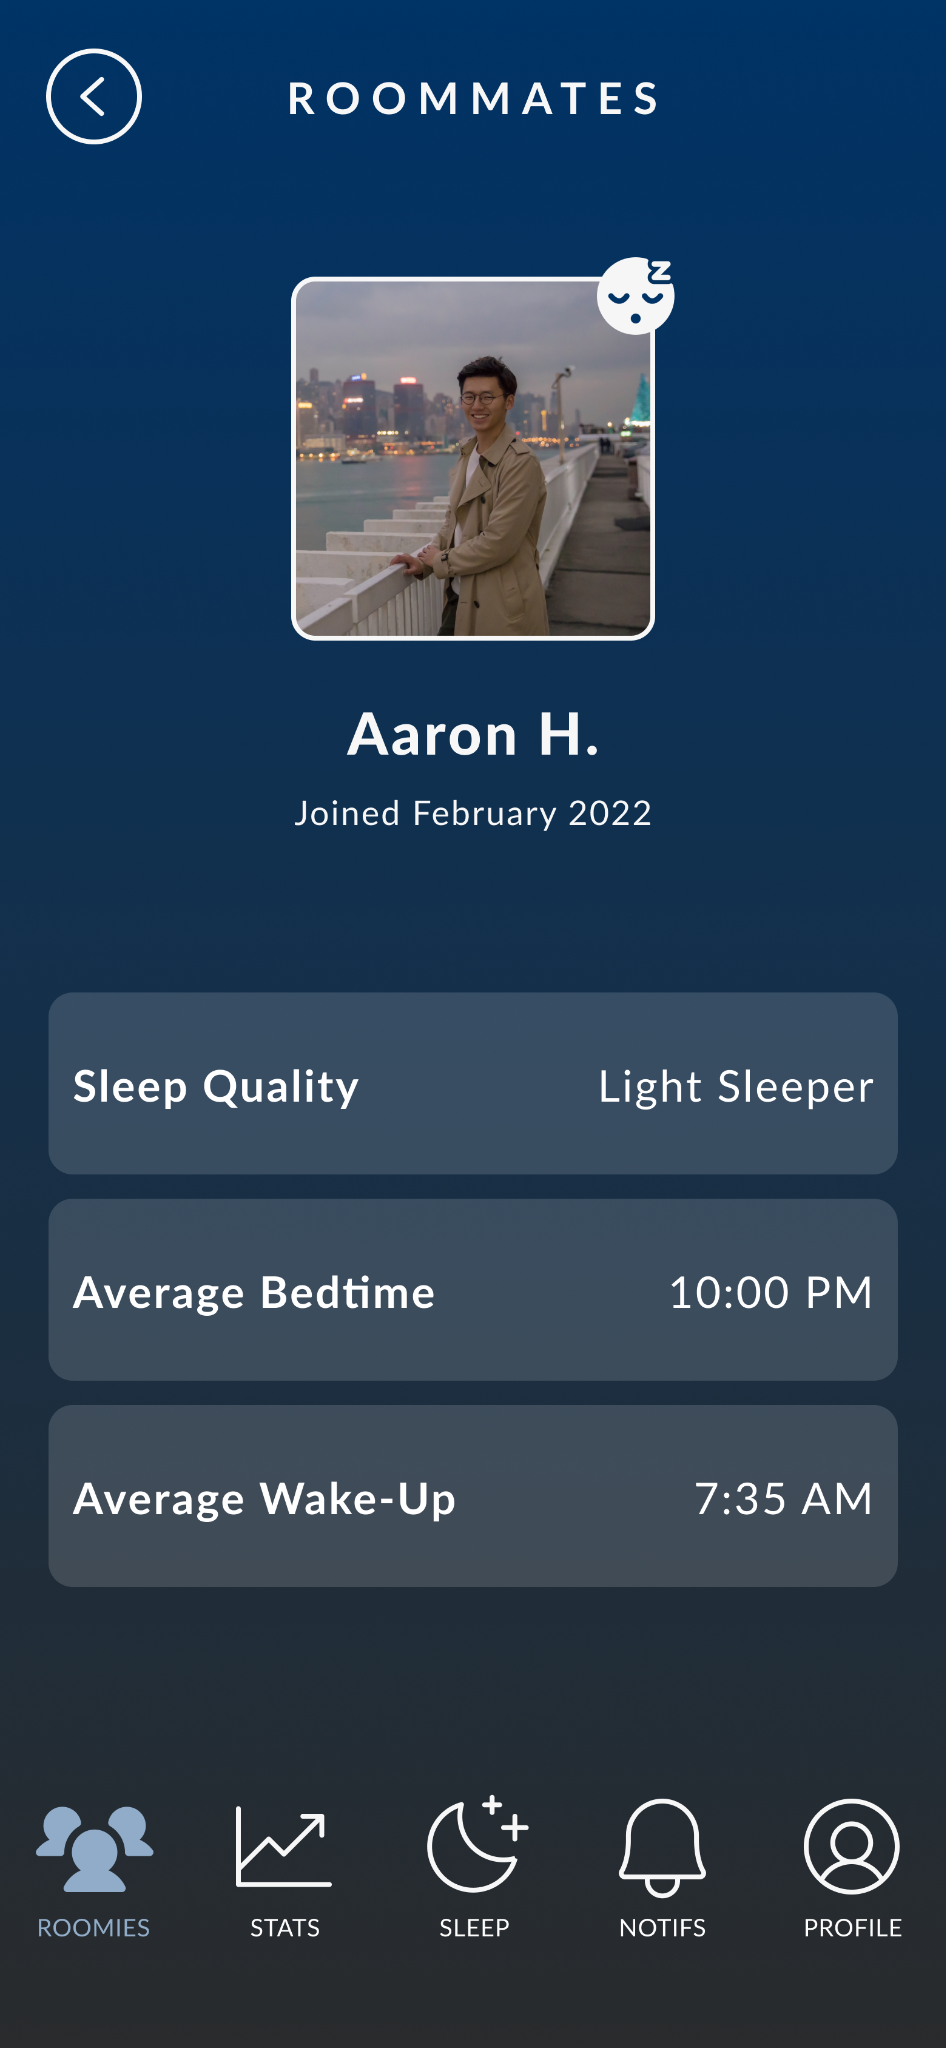 ROOMMATES
Aaron H.
Joined February 2022
Sleep Quality Light Sleeper
Average Bedtime 10:00 PM
Average Wake-Up 7:35 AM
ROOMIES STATS SLEEP NOTIFS PROFILE